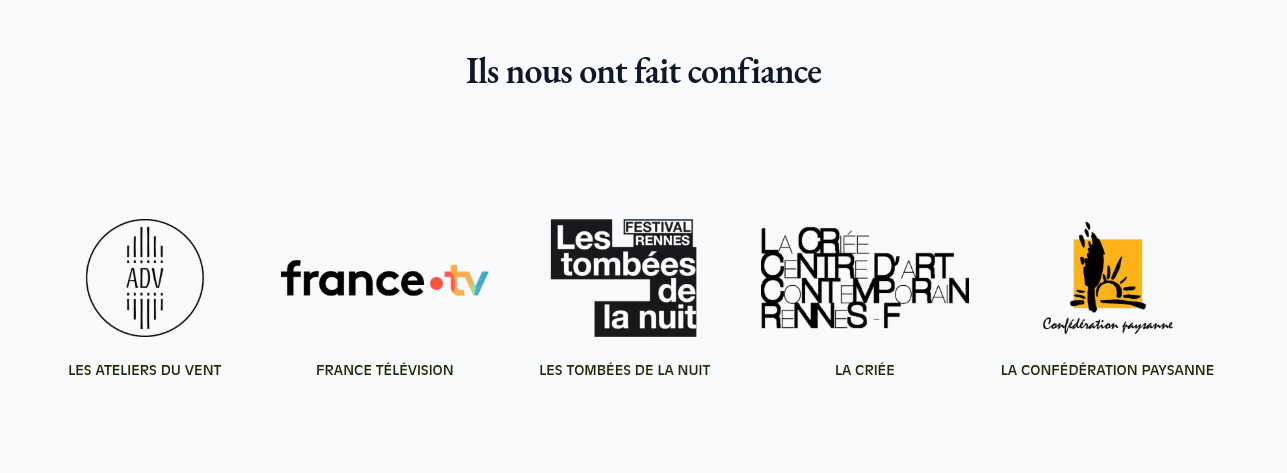 Ils nous ont fait confiance
ADV
LES ATELIERS DU VENT
france•tv
FRANCE TÉLÉVISION
FESTIVAL
RENNES
Les
tombées
de
la nuit
LES TOMBÉES DE LA NUIT
LA CRIÉE
CENTRE D'ART
CONTEMPORAIN
RENNES - F
LA CRIÉE
Confédération paysanne
LA CONFÉDÉRATION PAYSANNE